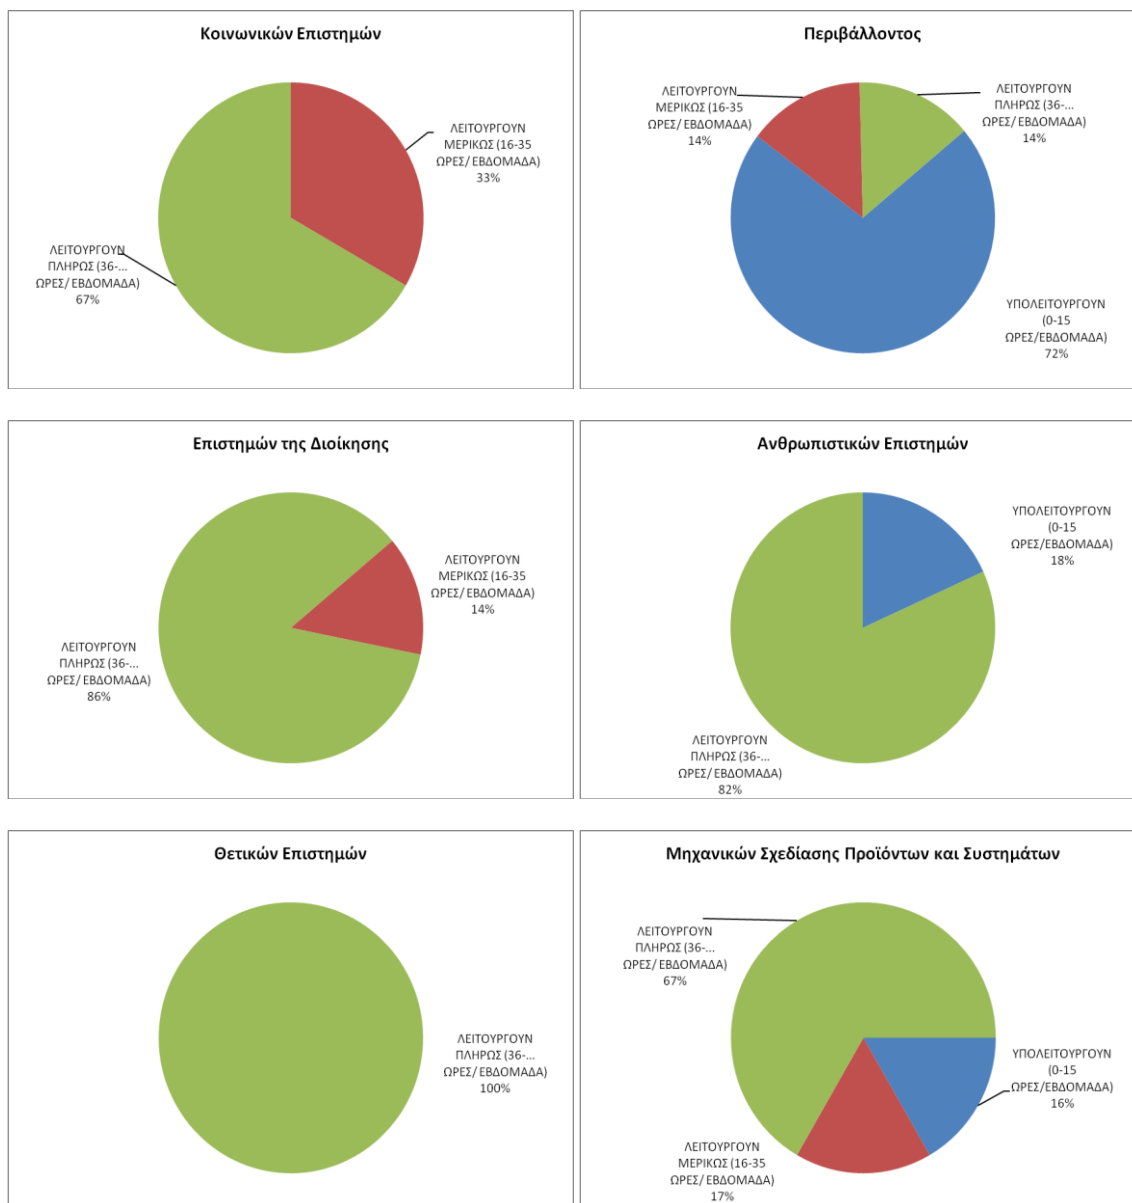 Κοινωνικών Επιστημών
ΛΕΙΤΟΥΡΓΟΥΝ
ΜΕΡΙΚΩΣ (16-35
ΩΡΕΣ/ ΕΒΔΟΜΑΔΑ)
33%
ΛΕΙΤΟΥΡΓΟΥΝ
ΠΛΗΡΩΣ (36-...
ΩΡΕΣ/ ΕΒΔΟΜΑΔΑ)
67%
Περιβάλλοντος
ΛΕΙΤΟΥΡΓΟΥΝ
ΜΕΡΙΚΩΣ (16-35
ΩΡΕΣ/ ΕΒΔΟΜΑΔΑ)
14%
ΛΕΙΤΟΥΡΓΟΥΝ
ΠΛΗΡΩΣ (36-...
ΩΡΕΣ/ ΕΒΔΟΜΑΔΑ)
14%
ΥΠΟΛΕΙΤΟΥΡΓΟΥΝ
(0-15
ΩΡΕΣ/ΕΒΔΟΜΑΔΑ)
72%
Επιστημών της Διοίκησης
ΛΕΙΤΟΥΡΓΟΥΝ
ΜΕΡΙΚΩΣ (16-35
ΩΡΕΣ/ ΕΒΔΟΜΑΔΑ)
14%
ΛΕΙΤΟΥΡΓΟΥΝ
ΠΛΗΡΩΣ (36-...
ΩΡΕΣ/ ΕΒΔΟΜΑΔΑ)
86%
Ανθρωπιστικών Επιστημών
ΥΠΟΛΕΙΤΟΥΡΓΟΥΝ
(0-15
ΩΡΕΣ/ΕΒΔΟΜΑΔΑ)
18%
ΛΕΙΤΟΥΡΓΟΥΝ
ΠΛΗΡΩΣ (36-...
ΩΡΕΣ/ ΕΒΔΟΜΑΔΑ)
82%
Θετικών Επιστημών
ΛΕΙΤΟΥΡΓΟΥΝ
ΠΛΗΡΩΣ (36-...
ΩΡΕΣ/ ΕΒΔΟΜΑΔΑ)
100%
Μηχανικών Σχεδίασης Προϊόντων και Συστημάτων
ΛΕΙΤΟΥΡΓΟΥΝ
ΠΛΗΡΩΣ (36-...
ΩΡΕΣ/ ΕΒΔΟΜΑΔΑ)
67%
ΥΠΟΛΕΙΤΟΥΡΓΟΥΝ
(0-15
ΩΡΕΣ/ΕΒΔΟΜΑΔΑ)
16%
ΛΕΙΤΟΥΡΓΟΥΝ
ΜΕΡΙΚΩΣ (16-35
ΩΡΕΣ/ ΕΒΔΟΜΑΔΑ)
17%